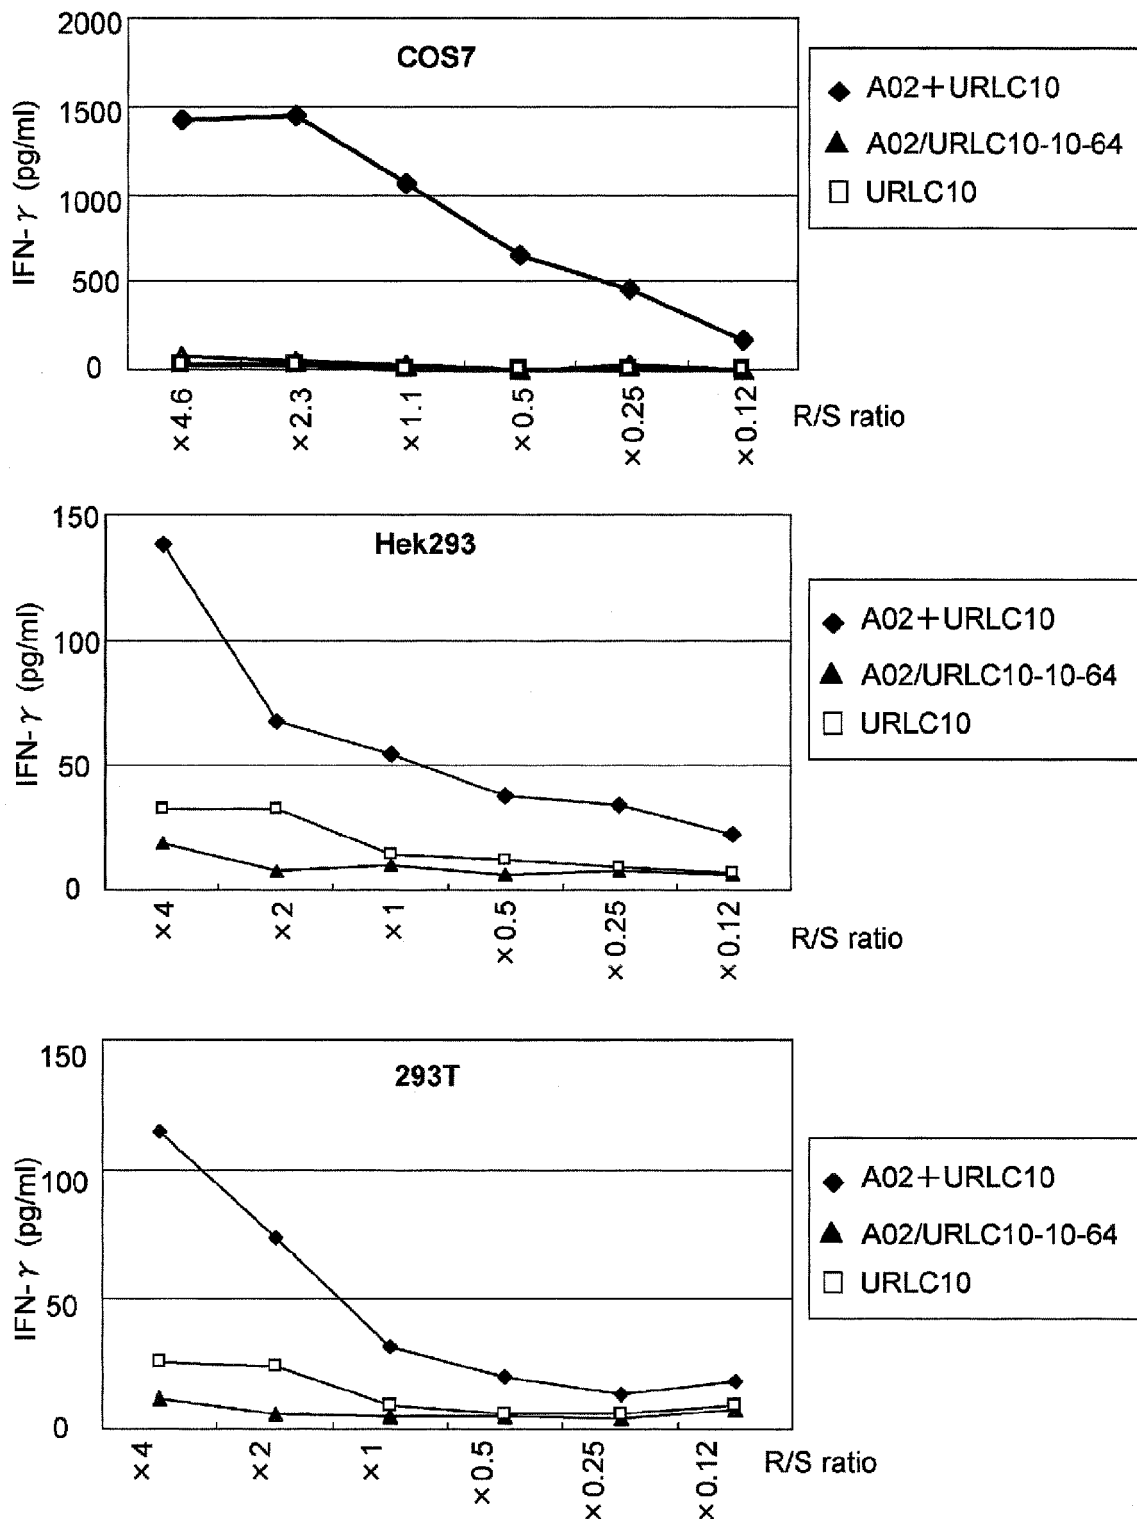 COS7
IFN-γ (pg/ml)
2000
1500
1000
500
0
×4.6
×2.3
×1.1
×0.5
×0.25
×0.12
R/S ratio
A02+URLC10
A02/URLC10-10-64
URLC10
Hek293
IFN-γ (pg/ml)
150
100
50
0
×4
×2
×1
×0.5
×0.25
×0.12
R/S ratio
A02+URLC10
A02/URLC10-10-64
URLC10
293T
IFN-γ (pg/ml)
150
100
50
0
×4
×2
×1
×0.5
×0.25
×0.12
R/S ratio
A02+URLC10
A02/URLC10-10-64
URLC10